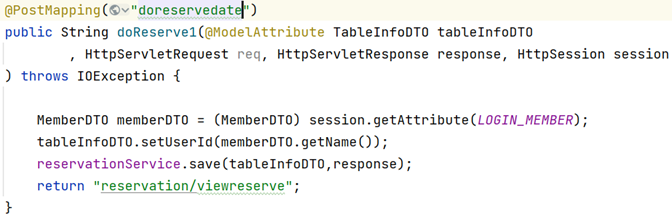 @PostMapping("doreservedate")
public String doReserve1(@ModelAttribute TableInfoDTO tableInfoDTO
, HttpServletRequest req, HttpServletResponse response, HttpSession session
) throws IOException {
MemberDTO memberDTO = (MemberDTO) session.getAttribute(LOGIN_MEMBER);
tableInfoDTO.setUserId(memberDTO.getName());
reservationService.save(tableInfoDTO,response);
return "reservation/viewreserve";
}